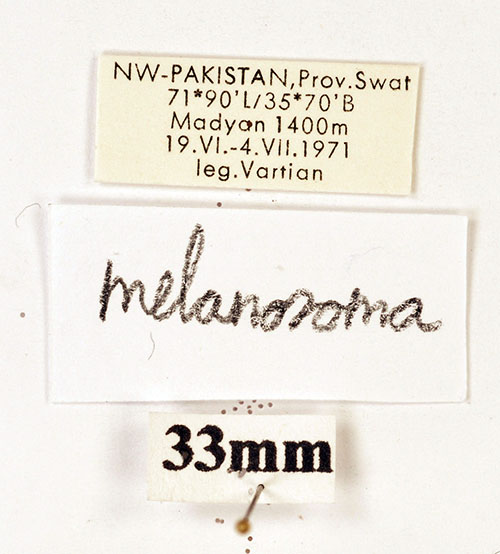 NW-PAKISTAN,Prov.Swat
71*90'L/35*70'B
Madyan 1400m
19.VI.-4.VII.1971
leg.Vartian
melanosoma
33mm